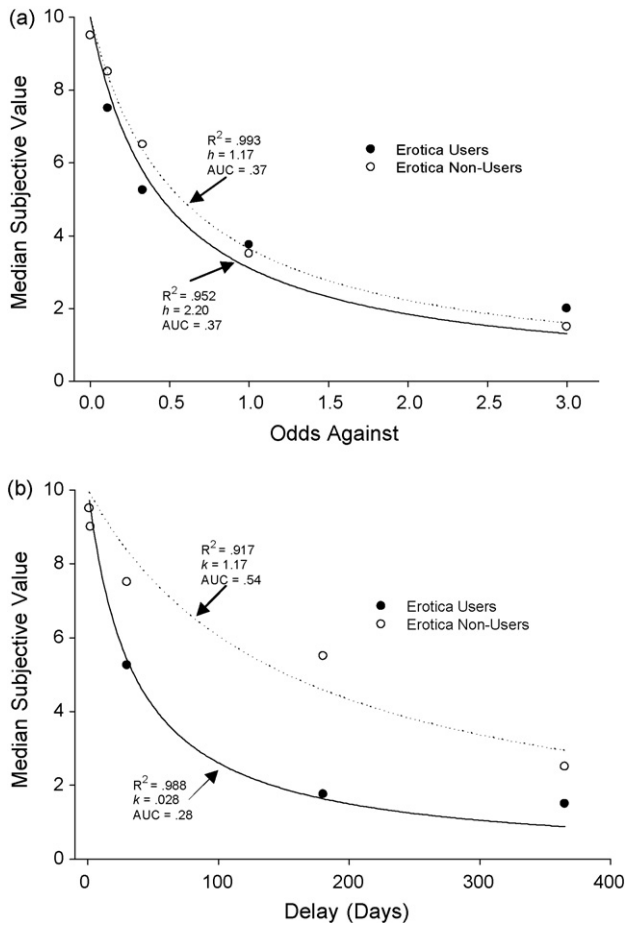 (a)
10
8
6
4
2
0
Median Subjective Value
R² = .993
h = 1.17
AUC = .37
Erotica Users
Erotica Non-Users
R² = .952
h = 2.20
AUC = .37
0.0 0.5 1.0 1.5 2.0 2.5 3.0
Odds Against
(b)
10
8
6
4
2
0
Median Subjective Value
R² = .917
k = 1.17
AUC = .54
Erotica Users
Erotica Non-Users
R² = .988
k = .028
AUC = .28
0 100 200 300 400
Delay (Days)